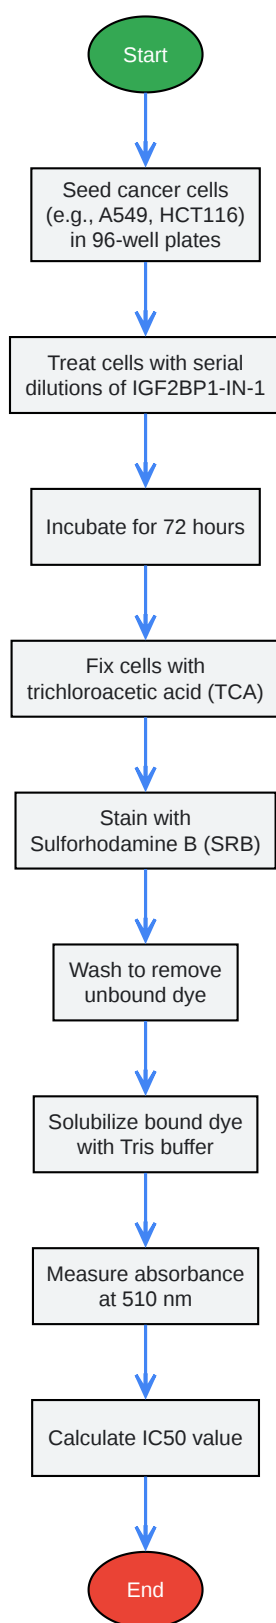 Start
Seed cancer cells
(e.g., A549, HCT116)
in 96-well plates
Treat cells with serial
dilutions of IGF2BP1-IN-1
Incubate for 72 hours
Fix cells with
trichloroacetic acid (TCA)
Stain with
Sulforhodamine B (SRB)
Wash to remove
unbound dye
Solubilize bound dye
with Tris buffer
Measure absorbance
at 510 nm
Calculate IC50 value
End